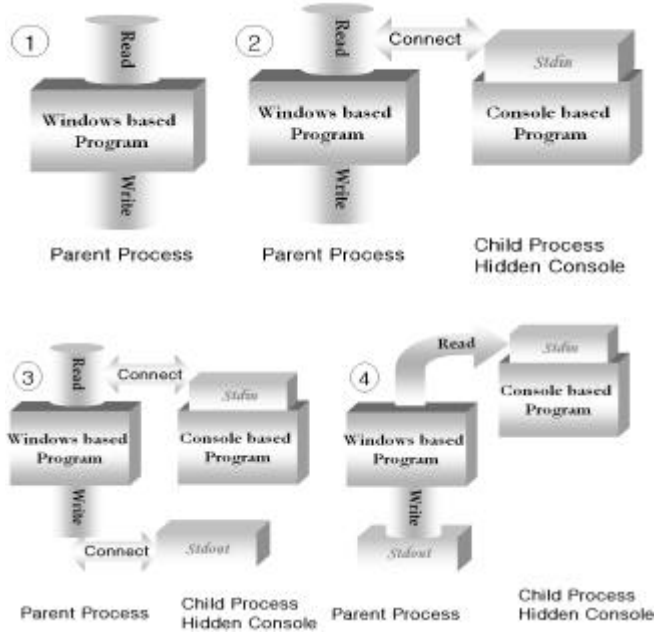 1
Read
Windows based
Program
Write
Parent Process
2
Read
Connect
Stdin
Windows based
Program
Console based
Program
Write
Parent Process
Child Process
Hidden Console
3
Read
Connect
Stdin
Windows based
Program
Console based
Program
Write
Connect
Stdout
Parent Process
Child Process
Hidden Console
4
Read
Stdin
Console based
Program
Windows based
Program
Write
Stdout
Parent Process
Child Process
Hidden Console